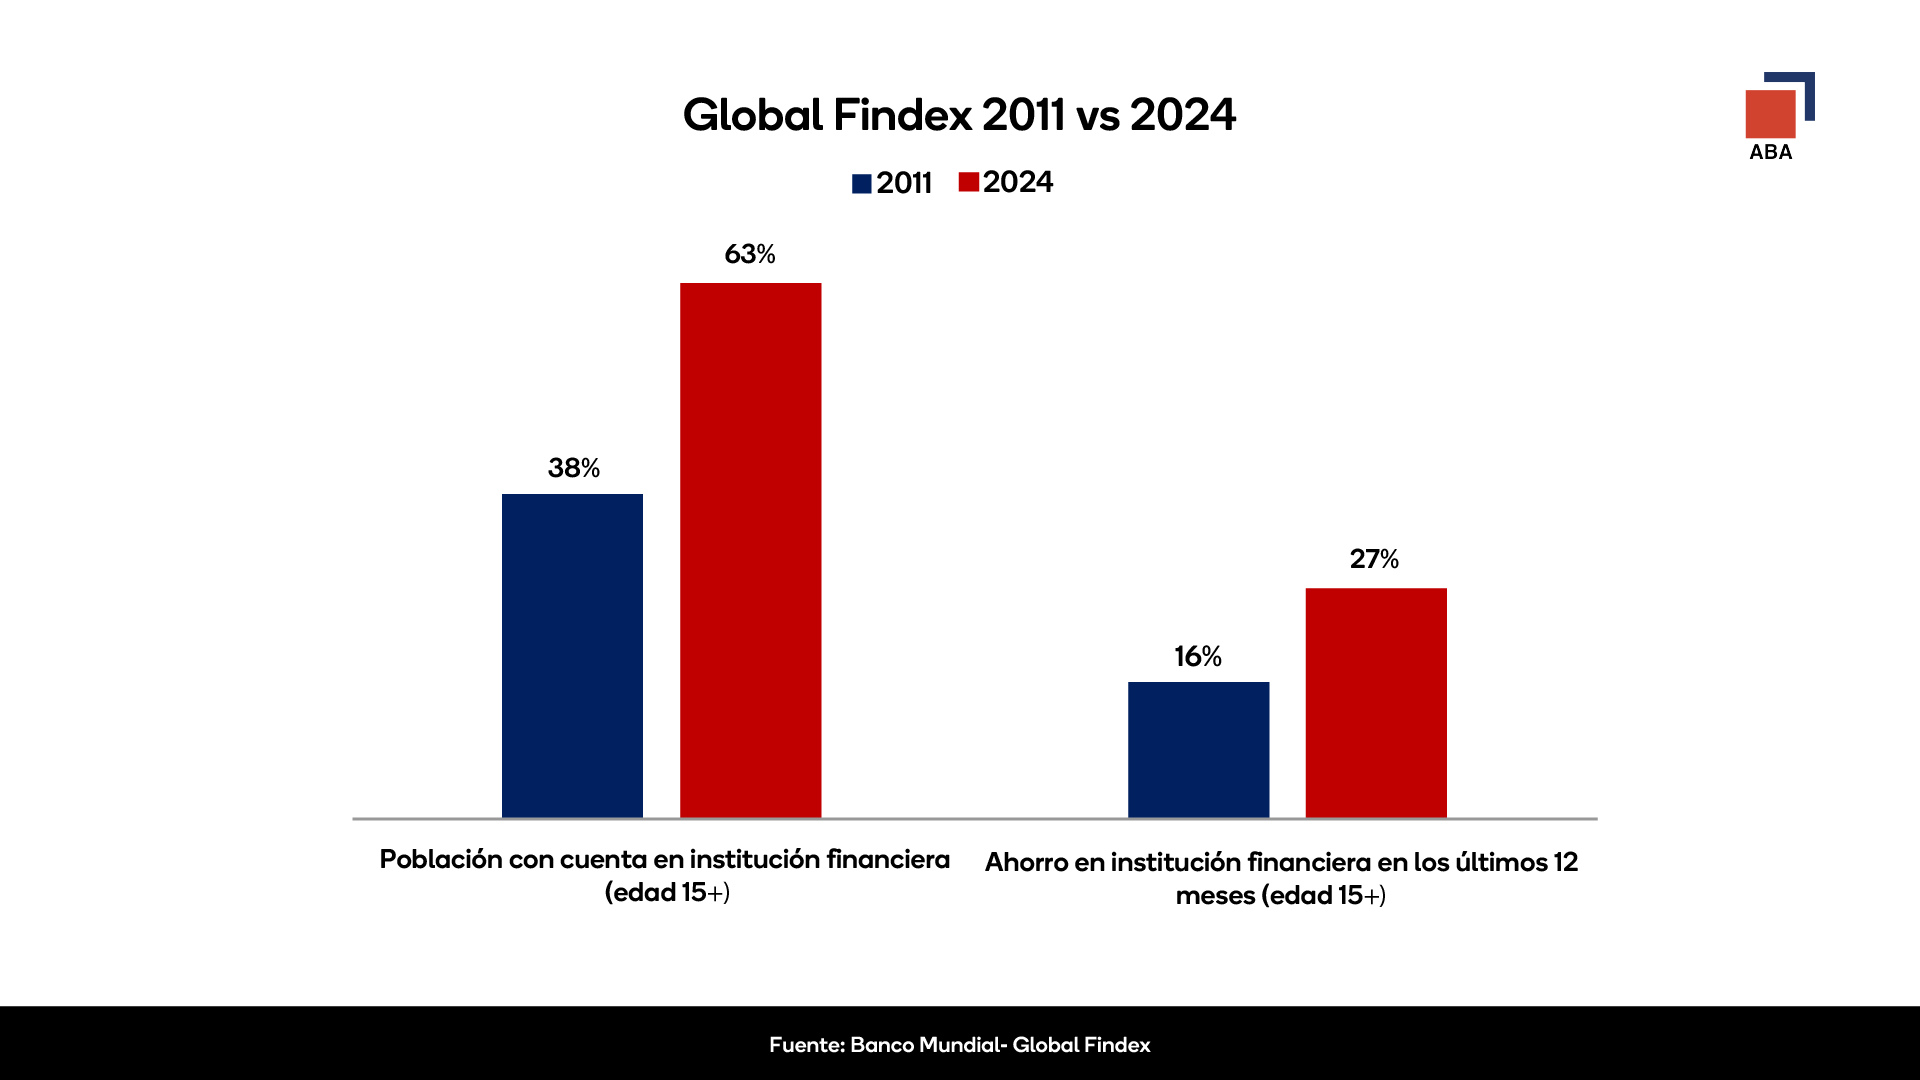 Global Findex 2011 vs 2024
ABA
2011 2024
63%
38%
27%
16%
Población con cuenta en institución financiera
(edad 15+)
Ahorro en institución financiera en los últimos 12
meses (edad 15+)
Fuente: Banco Mundial- Global Findex